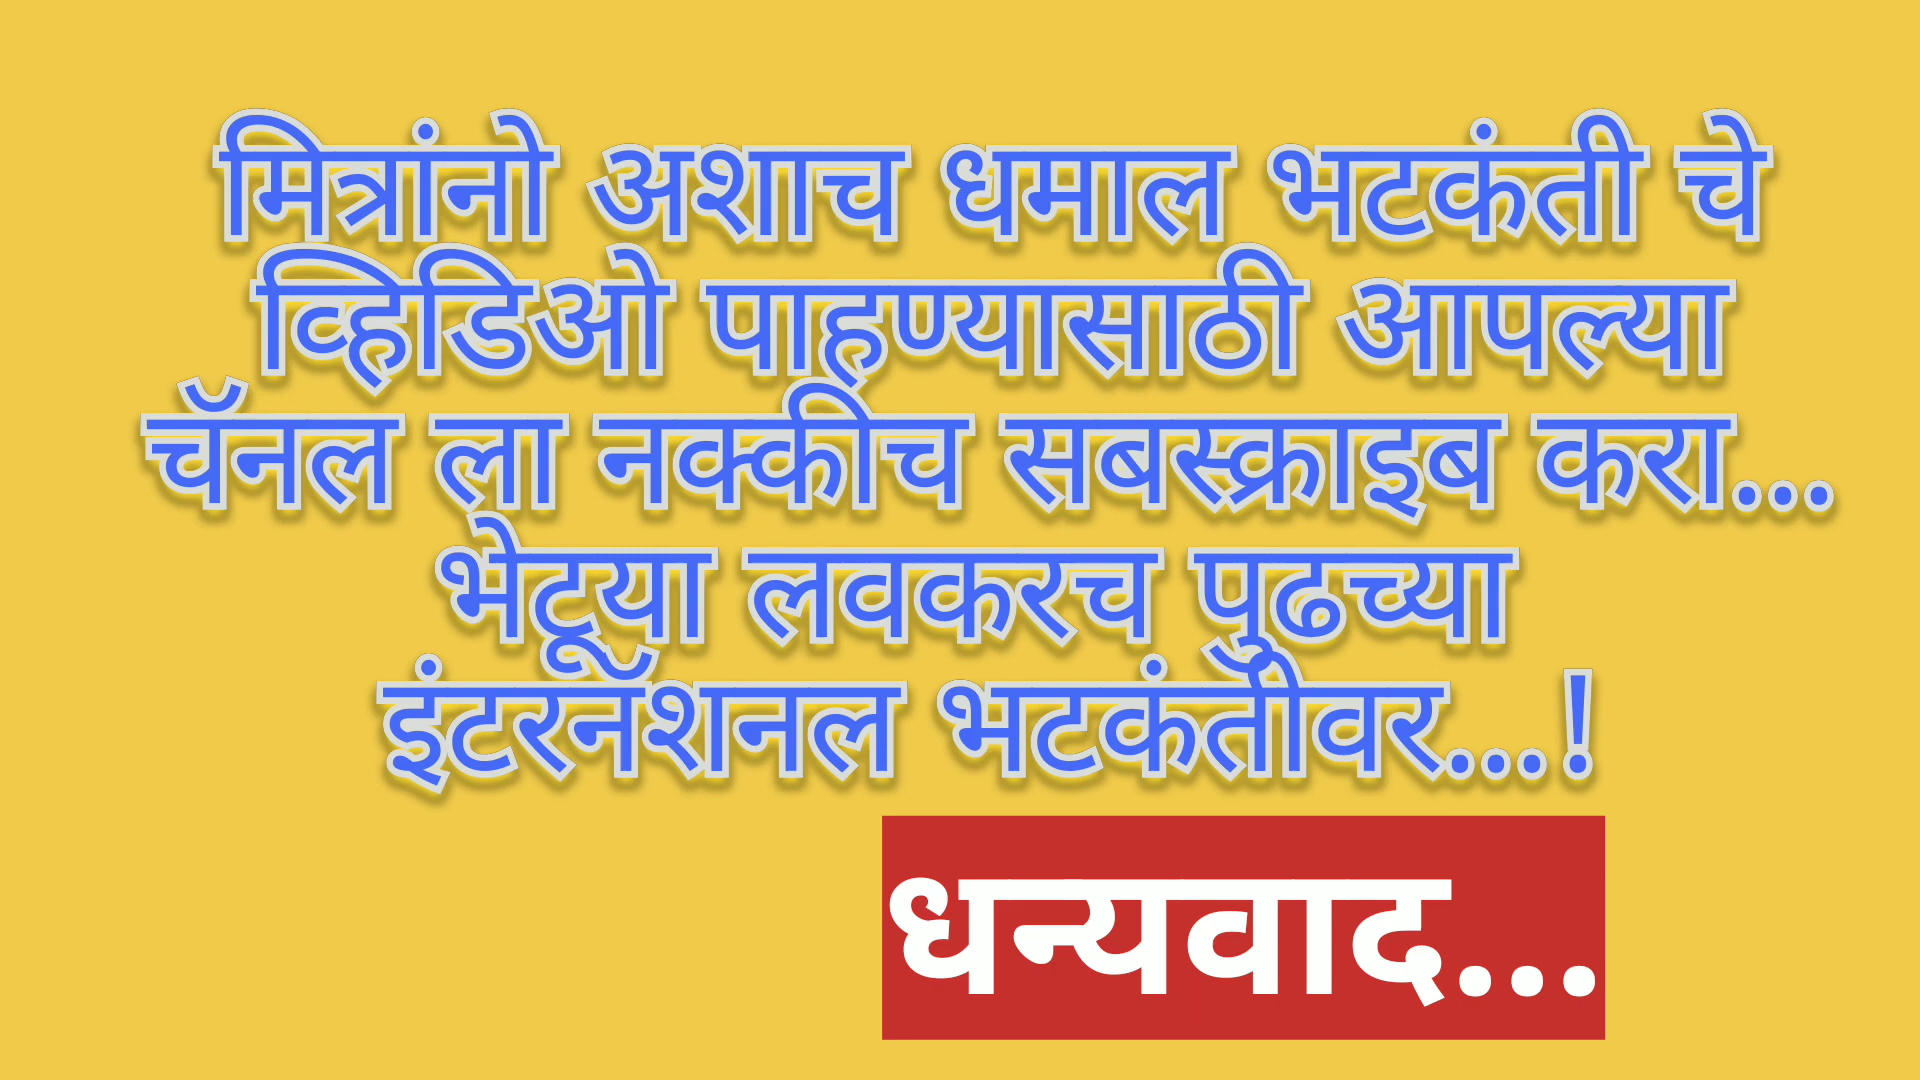 मित्रांनो अशाच धमाल भटकंती चे
व्हिडिओ पाहण्यासाठी आपल्या
चॅनल ला नक्कीच सबस्क्राइब करा...
भेटूया लवकरच पुढच्या
इंटरनॅशनल भटकंतीवर...!
धन्यवाद...